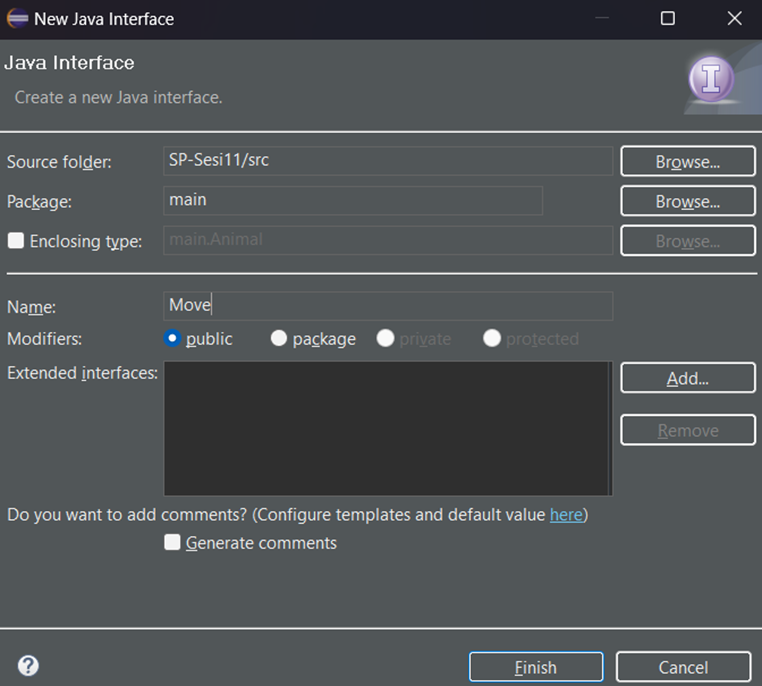 New Java Interface
Java Interface
Create a new Java interface.
I
Source folder: SP-Sesi11/src Browse...
Package: main Browse...
Enclosing type: main.Animal Browse...
Name: Move
Modifiers: public package private protected
Extended interfaces: Add...
Remove
Do you want to add comments? (Configure templates and default value here)
Generate comments
? Finish Cancel